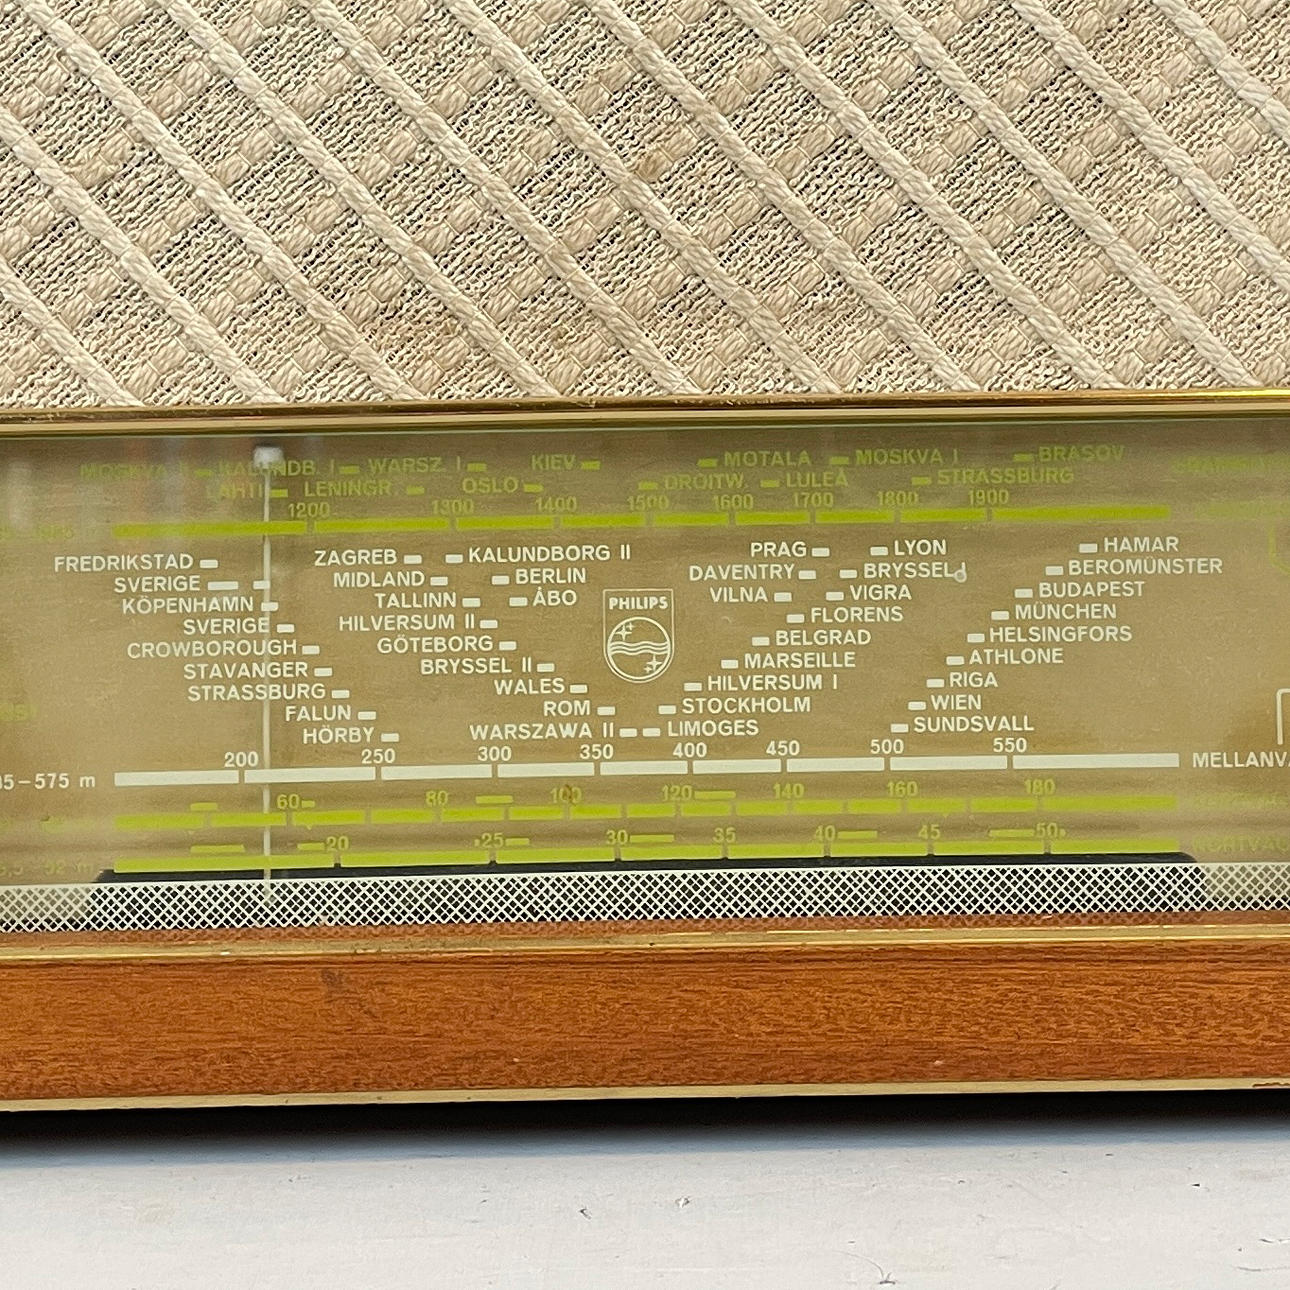 MOSKVA II KALUNDB. I WARSZ. I KIEV MOTALA MOSKVA I BRASOV
LAHTI LENINGR. OSLO DROITW. LULEÅ STRASSBURG
1200 1300 1400 1500 1600 1700 1800 1900
FREDRIKSTAD ZAGREB KALUNDBORG II PRAG LYON HAMAR
SVERIGE MIDLAND BERLIN DAVENTRY BRYSSEL I BEROMÜNSTER
KÖPENHAMN TALLINN ÅBO PHILIPS VILNA VIGRA BUDAPEST
SVERIGE HILVERSUM II FLORENS MÜNCHEN
CROWBOROUGH GÖTEBORG BELGRAD HELSINGFORS
STAVANGER BRYSSEL II MARSEILLE ATHLONE
STRASSBURG WALES HILVERSUM I RIGA
FALUN ROM STOCKHOLM WIEN
HÖRBY WARSZAWA II LIMOGES SUNDSVALL
200 250 300 350 400 450 500 550
85–575 m MELLANVÅ
60 80 100 120 140 160 180
20 25 30 35 40 45 50